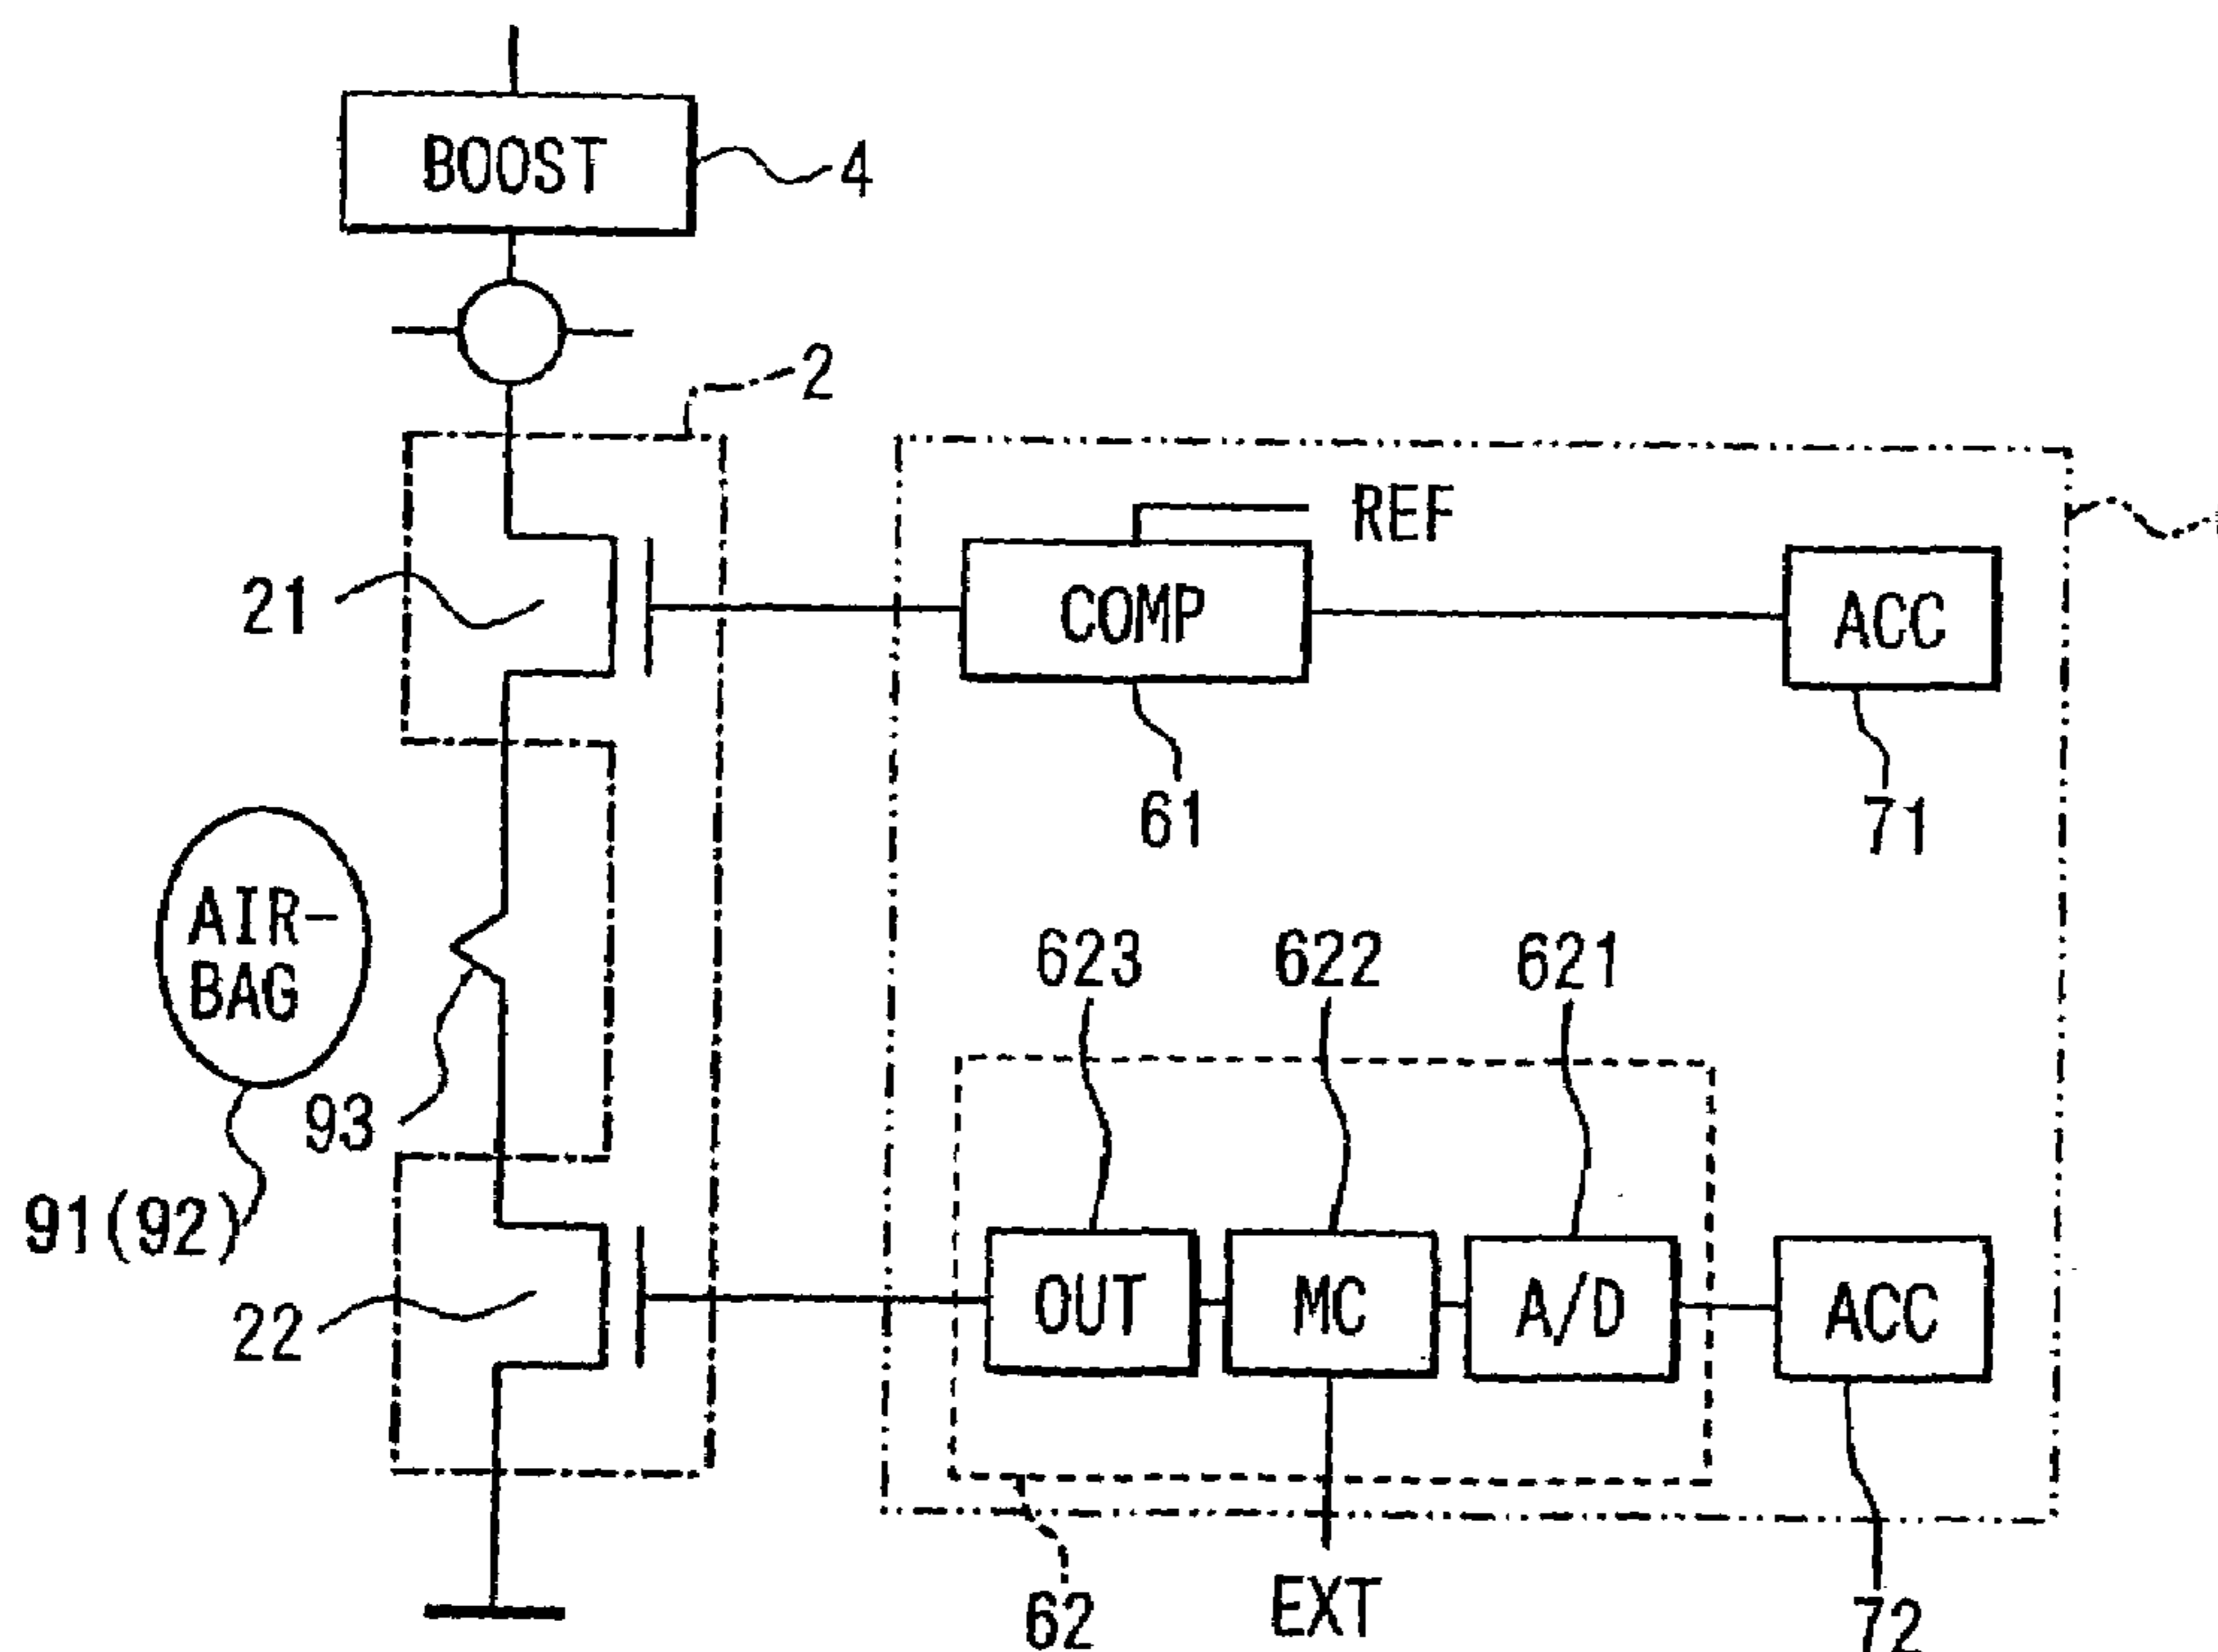 BOOST
4
2
REF
21
COMP
ACC
61
71
AIR-
BAG
623
622
621
93
91(92)
22
OUT
MC
A/D
ACC
62
EXT
72